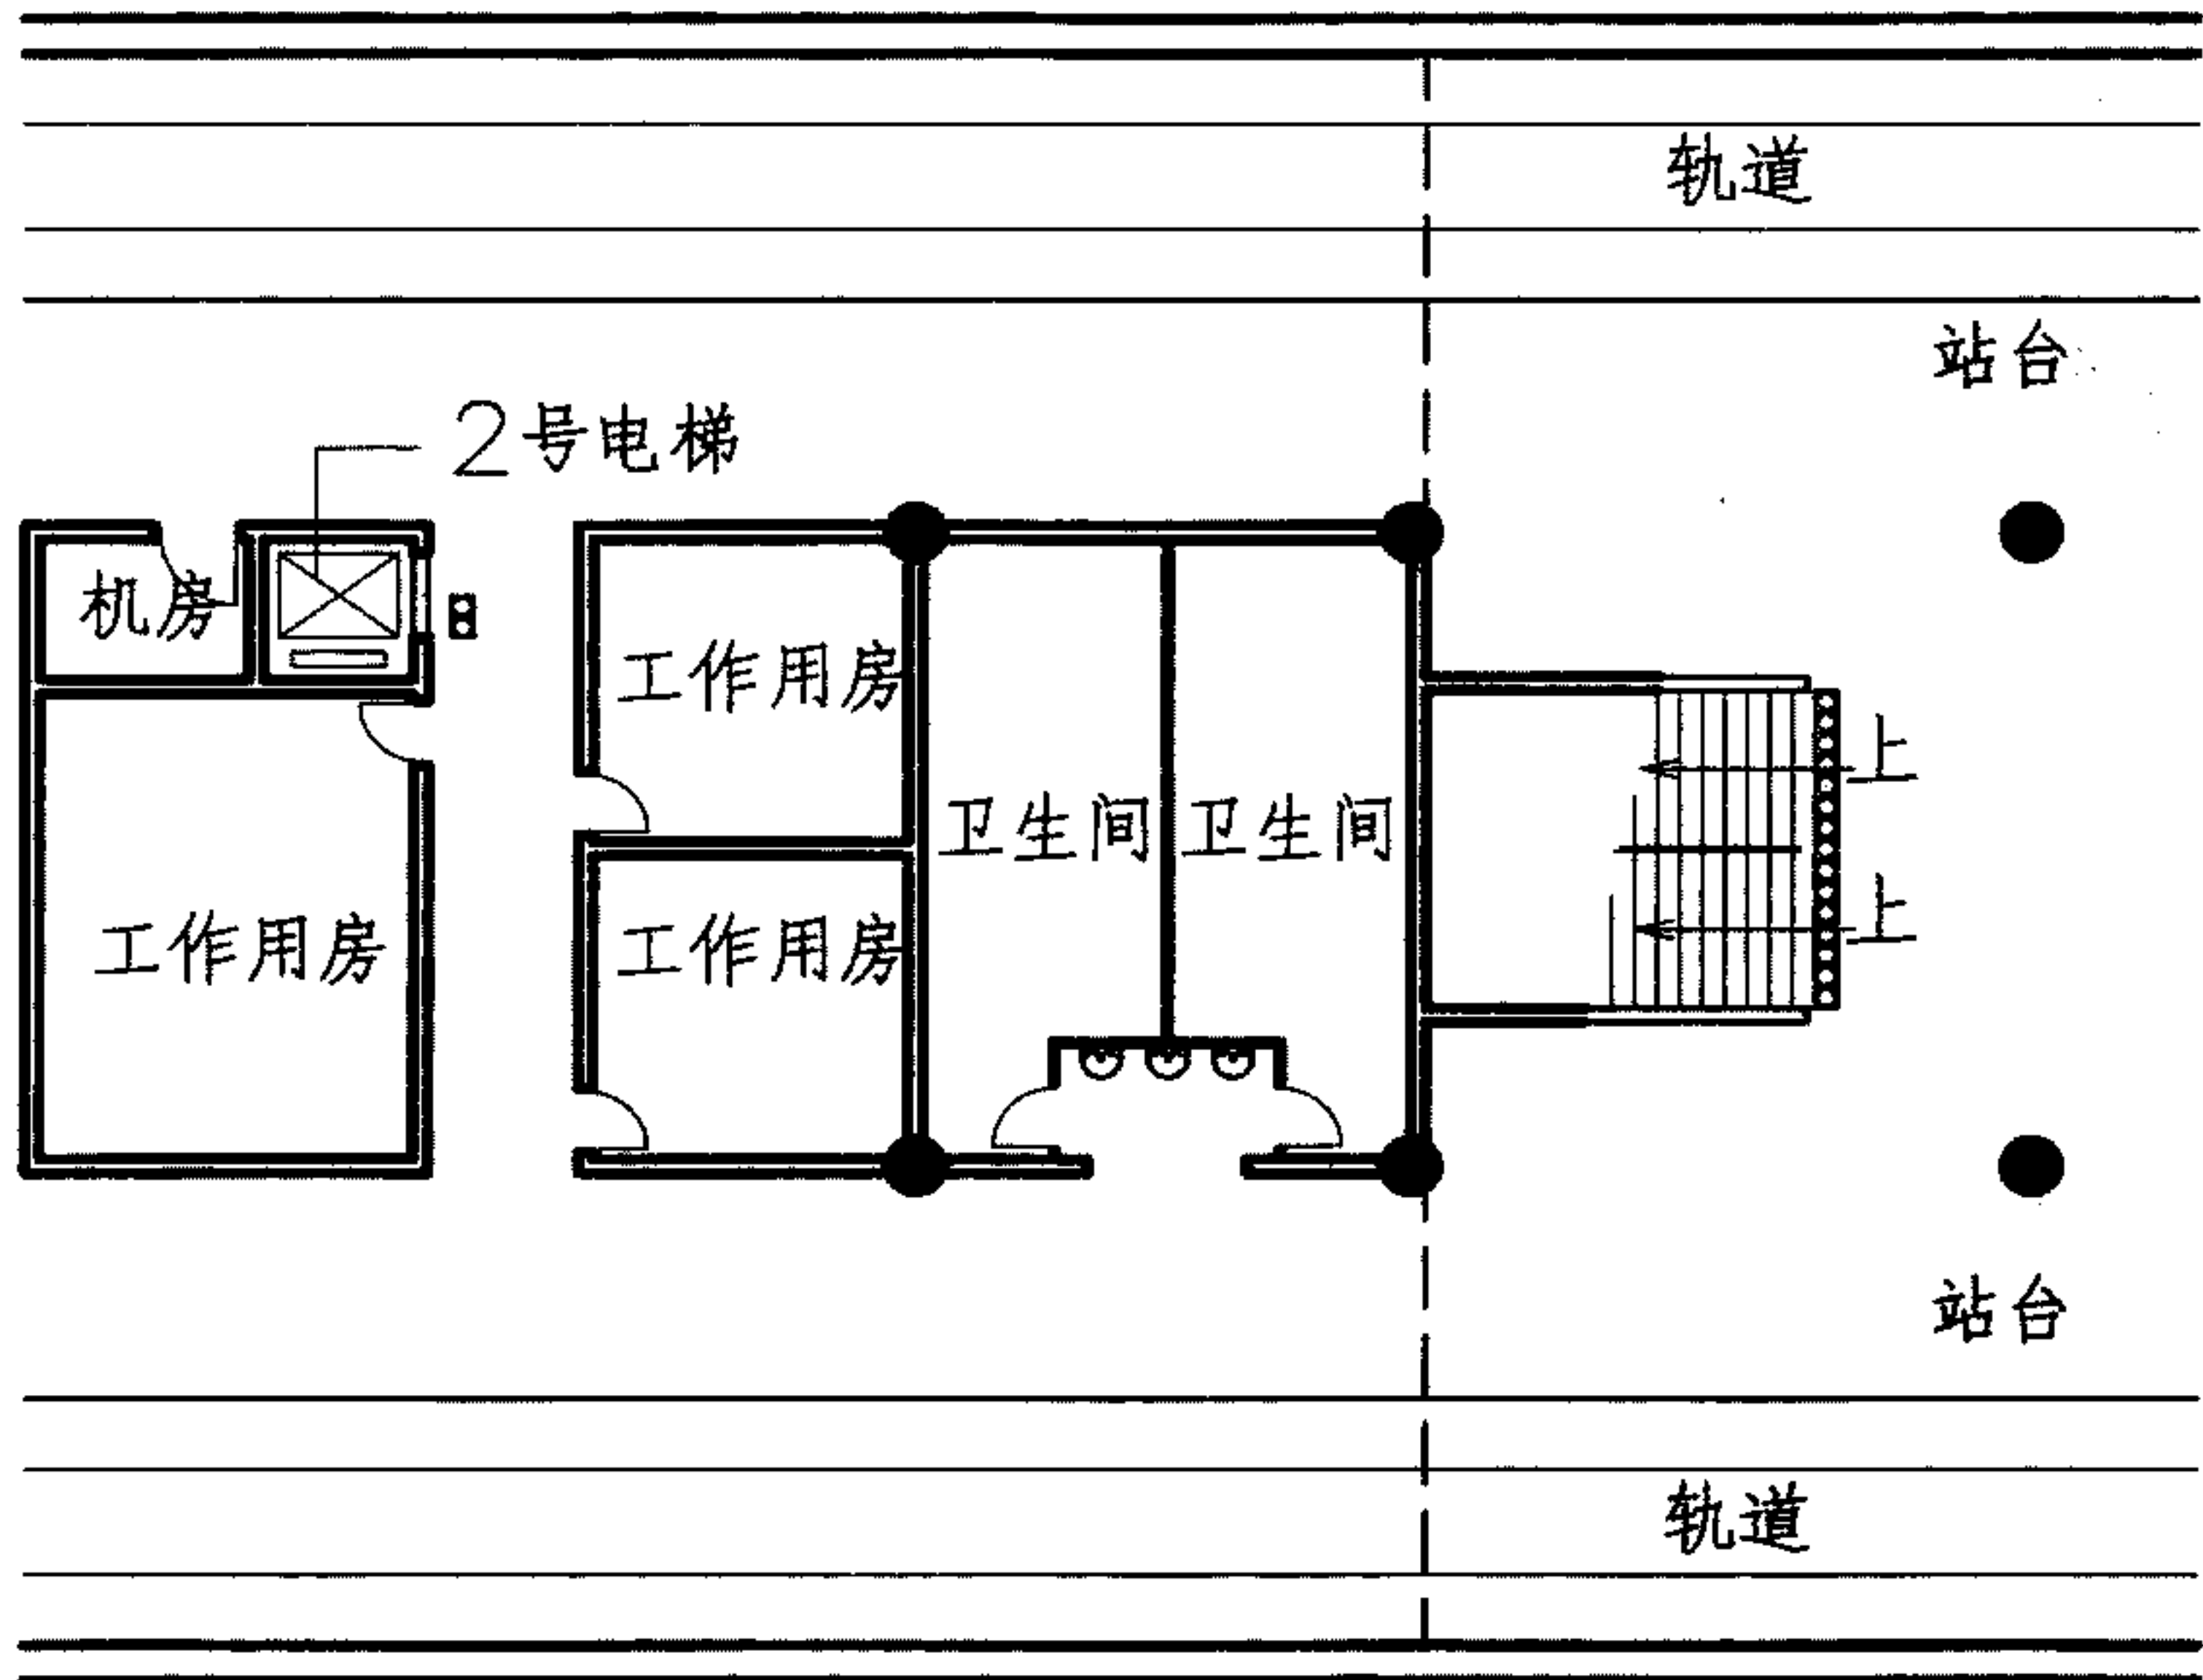 轨道
站台
2号电梯
机房
工作用房
上
卫生间 卫生间
上
工作用房 工作用房
站台
轨道